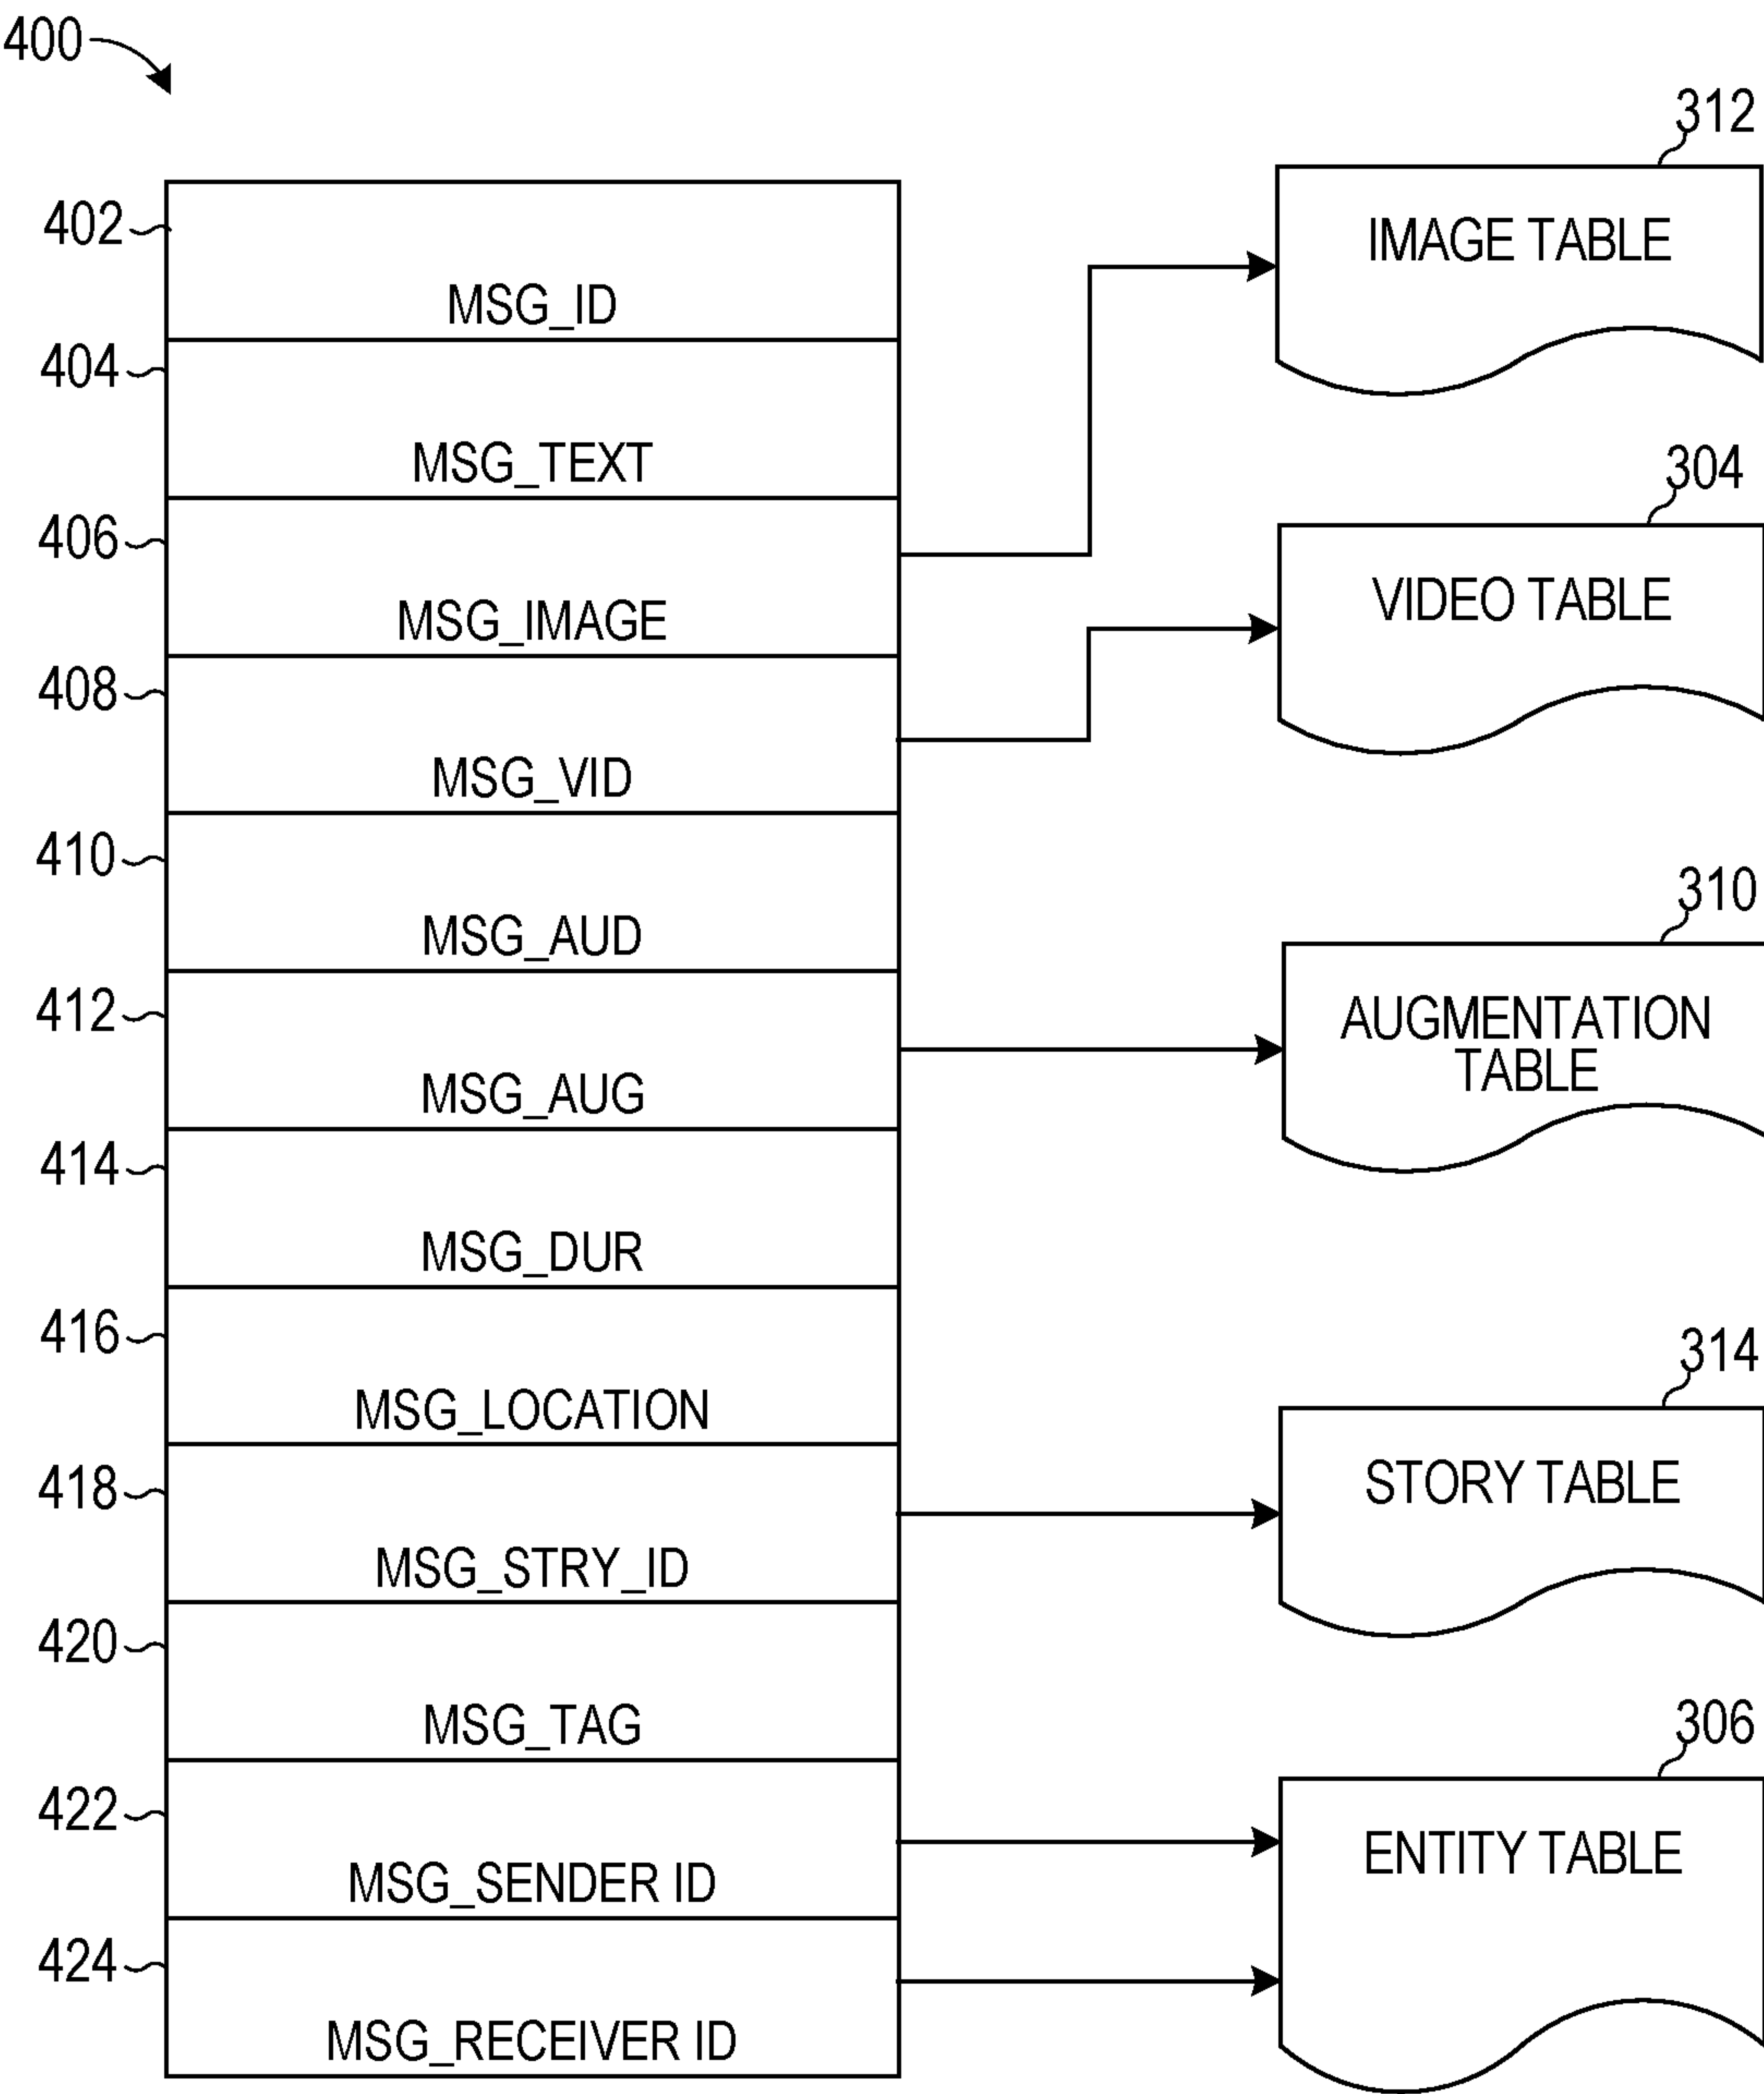 400
402
MSG_ID
404
MSG_TEXT
406
MSG_IMAGE
408
MSG_VID
410
MSG_AUD
412
MSG_AUG
414
MSG_DUR
416
MSG_LOCATION
418
MSG_STRY_ID
420
MSG_TAG
422
MSG_SENDER ID
424
MSG_RECEIVER ID
312
IMAGE TABLE
304
VIDEO TABLE
310
AUGMENTATION
TABLE
314
STORY TABLE
306
ENTITY TABLE